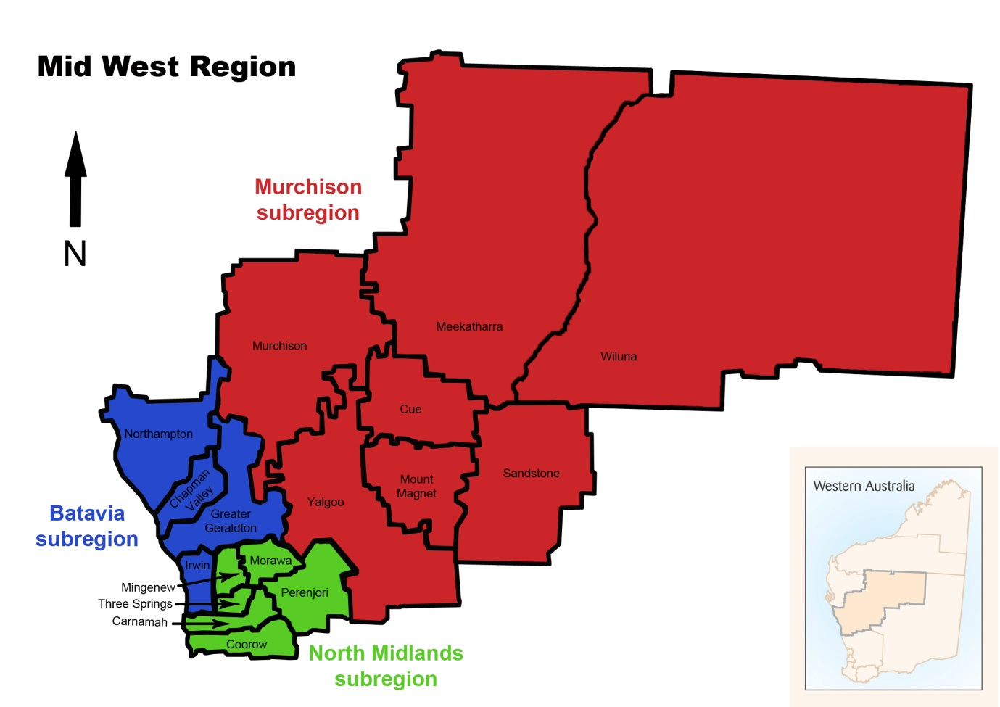 Mid West Region
N
Murchison
subregion
Meekatharra
Wiluna
Murchison
Cue
Northampton
Sandstone
Mount
Magnet
Chapman
Valley
Yalgoo
Greater
Geraldton
Batavia
subregion
Irwin
Morawa
Mingenew
Perenjori
Three Springs
Carnamah
Coorow
North Midlands
subregion
Western Australia